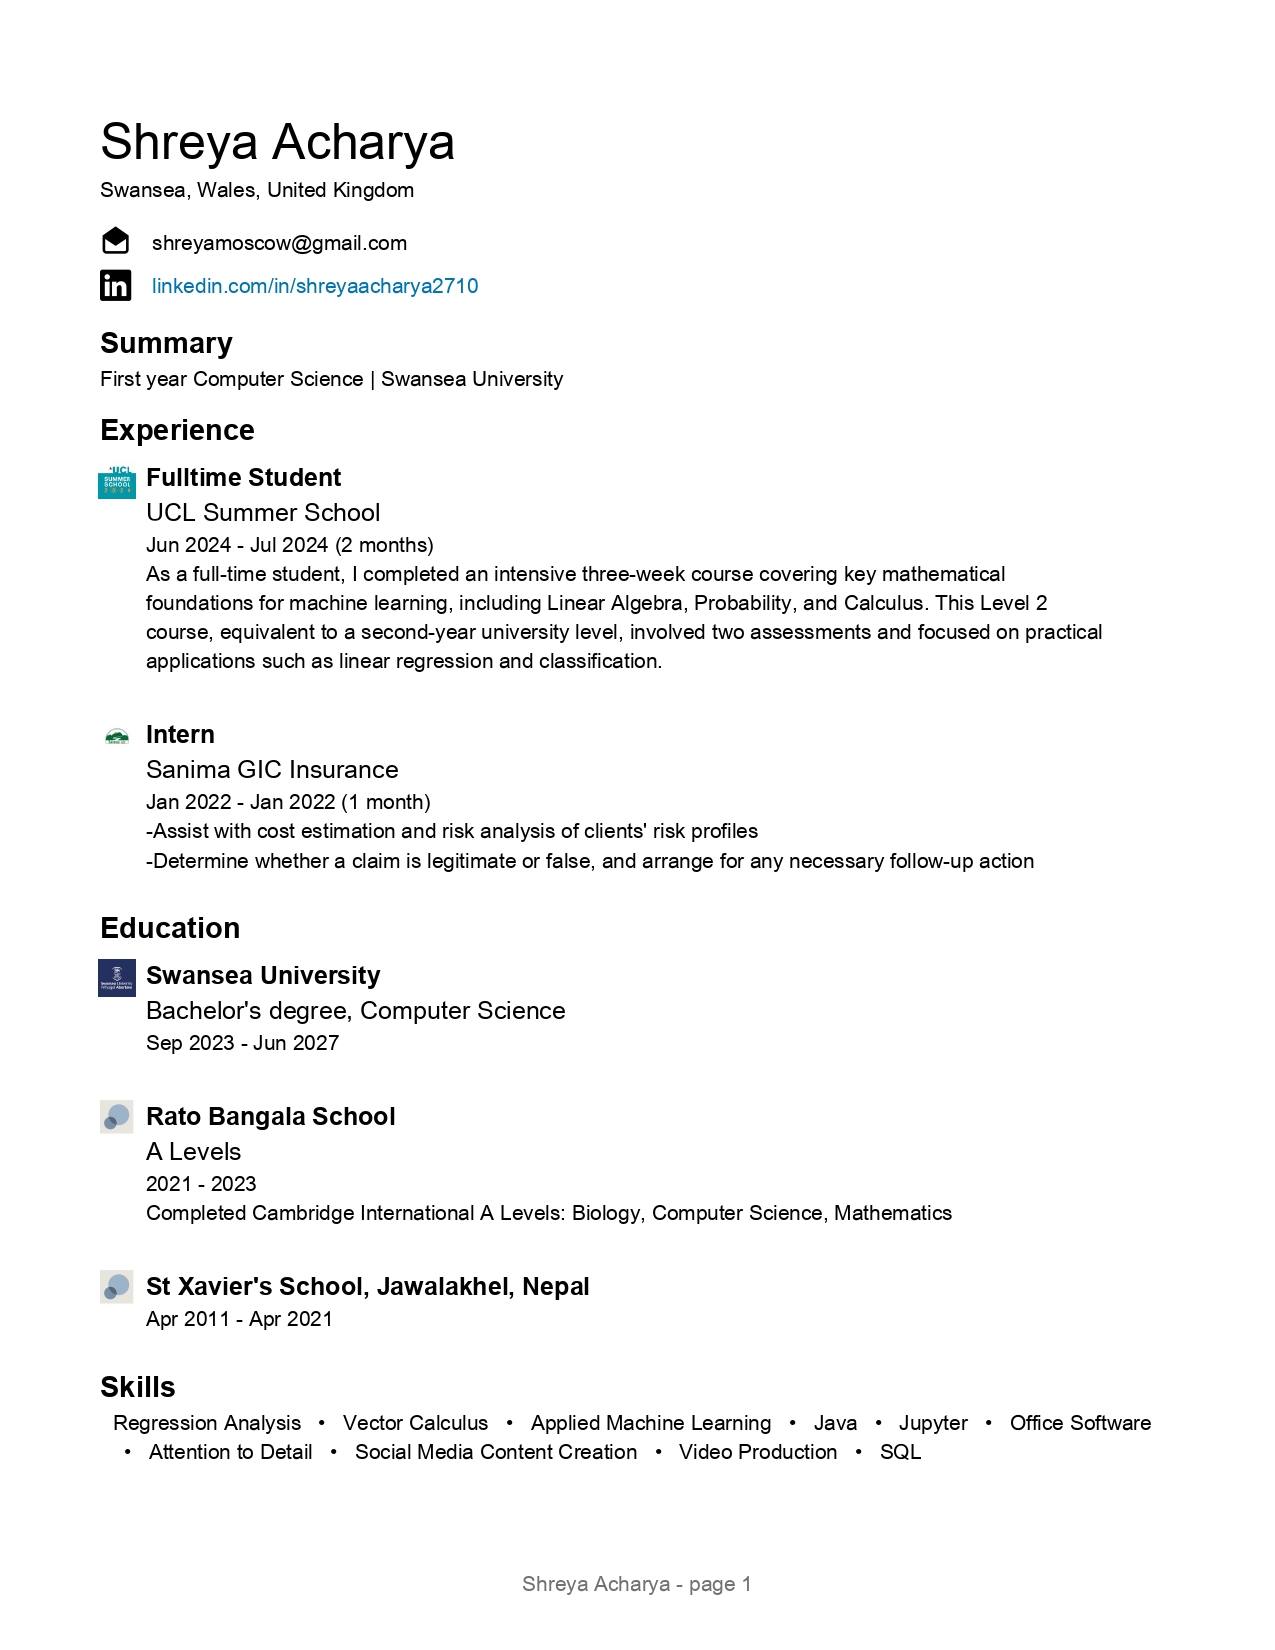 Shreya Acharya
Swansea, Wales, United Kingdom
shreyamoscow@gmail.com
linkedin.com/in/shreyaacharya2710
Summary
First year Computer Science | Swansea University
Experience
UCL
SUMMER
SCHOOL
Fulltime Student
UCL Summer School
Jun 2024 - Jul 2024 (2 months)
As a full-time student, I completed an intensive three-week course covering key mathematical
foundations for machine learning, including Linear Algebra, Probability, and Calculus. This Level 2
course, equivalent to a second-year university level, involved two assessments and focused on practical
applications such as linear regression and classification.
Intern
Sanima GIC Insurance
Jan 2022 - Jan 2022 (1 month)
-Assist with cost estimation and risk analysis of clients' risk profiles
-Determine whether a claim is legitimate or false, and arrange for any necessary follow-up action
Education
Swansea University
Bachelor's degree, Computer Science
Sep 2023 - Jun 2027
Rato Bangala School
A Levels
2021 - 2023
Completed Cambridge International A Levels: Biology, Computer Science, Mathematics
St Xavier's School, Jawalakhel, Nepal
Apr 2011 - Apr 2021
Skills
Regression Analysis • Vector Calculus • Applied Machine Learning • Java • Jupyter • Office Software
• Attention to Detail • Social Media Content Creation • Video Production • SQL
Shreya Acharya - page 1